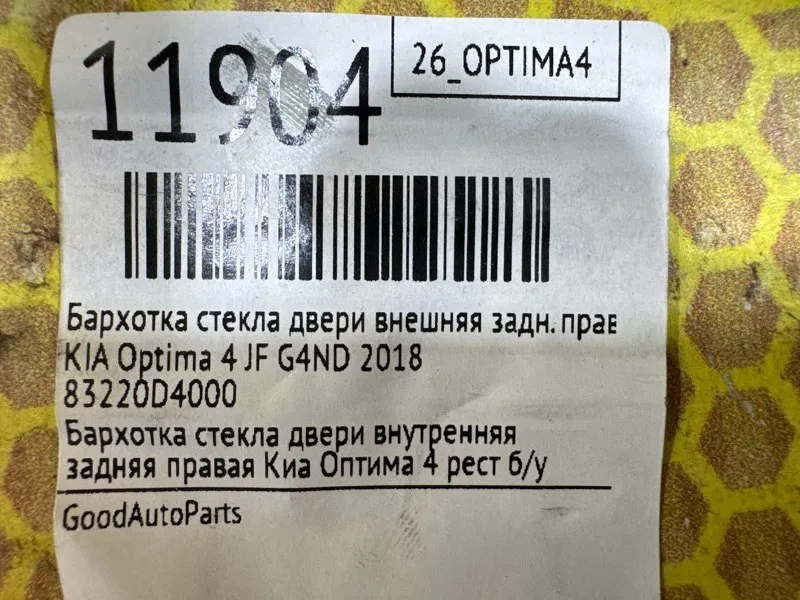 11904
26_OPTIMA4
Бархотка стекла двери внешняя задн. прав
KIA Optima 4 JF G4ND 2018
83220D4000
Бархотка стекла двери внутренняя
задняя правая Киа Оптима 4 рест б/у
GoodAutoParts